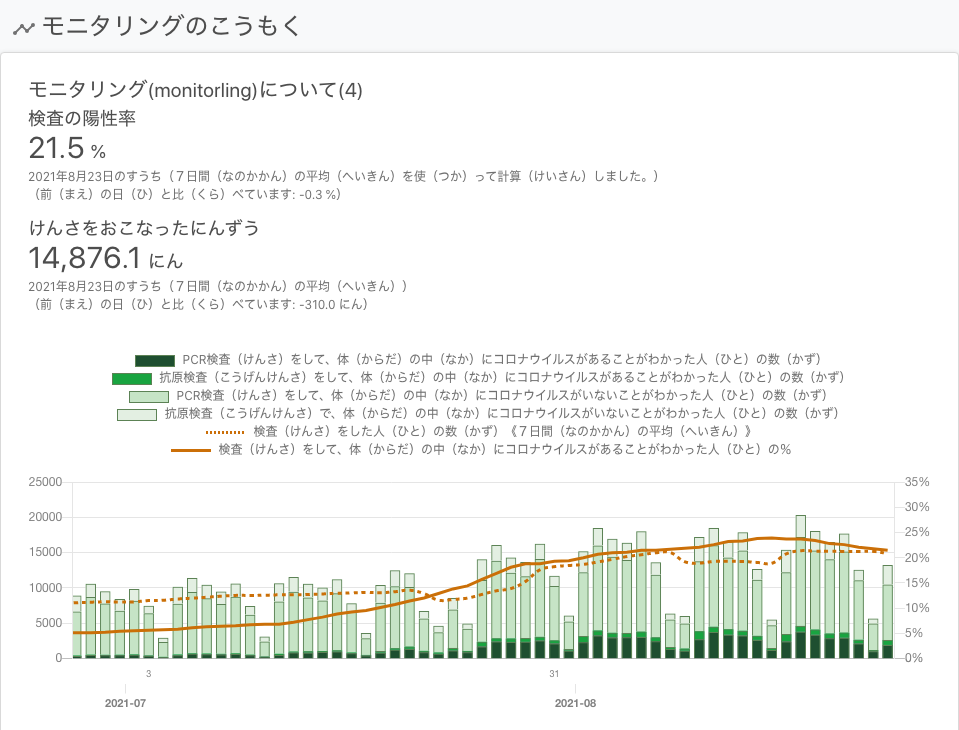 モニタリングのこうもく
モニタリング(monitorling)について(4)
検査の陽性率
21.5 %
2021年8月23日のすうち（７日間（なのかかん）の平均（へいきん）を使（つか）って計算（けいさん）しました。）
（前（まえ）の日（ひ）と比（くら）べています: -0.3 %）
けんさをおこなったにんずう
14,876.1 にん
2021年8月23日のすうち（７日間（なのかかん）の平均（へいきん））
（前（まえ）の日（ひ）と比（くら）べています: -310.0 にん）
PCR検査（けんさ）をして、体（からだ）の中（なか）にコロナウイルスがあることがわかった人（ひと）の数（かず）
抗原検査（こうげんけんさ）をして、体（からだ）の中（なか）にコロナウイルスがあることがわかった人（ひと）の数（かず）
PCR検査（けんさ）をして、体（からだ）の中（なか）にコロナウイルスがいないことがわかった人（ひと）の数（かず）
抗原検査（こうげんけんさ）で、体（からだ）の中（なか）にコロナウイルスがいないことがわかった人（ひと）の数（かず）
検査（けんさ）をした人（ひと）の数（かず）《７日間（なのかかん）の平均（へいきん）》
検査（けんさ）をして、体（からだ）の中（なか）にコロナウイルスがあることがわかった人（ひと）の%
25000 35%
20000 30%
15000 25%
10000 20%
5000 15%
0 10%
5%
0%
3 31
2021-07 2021-08